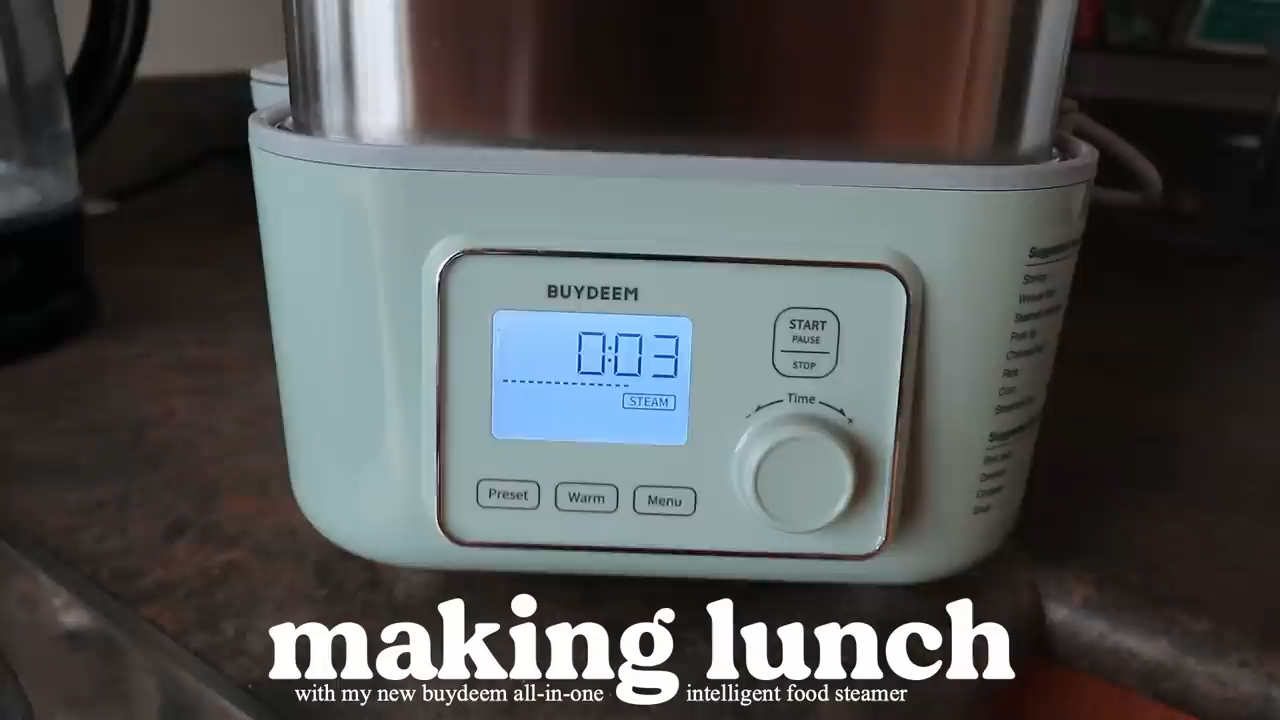 BUYDEEM
0:03
STEAM
START
PAUSE
STOP
Time
- +
Preset
Warm
Menu
making lunch
with my new buydeem all-in-one intelligent food steamer